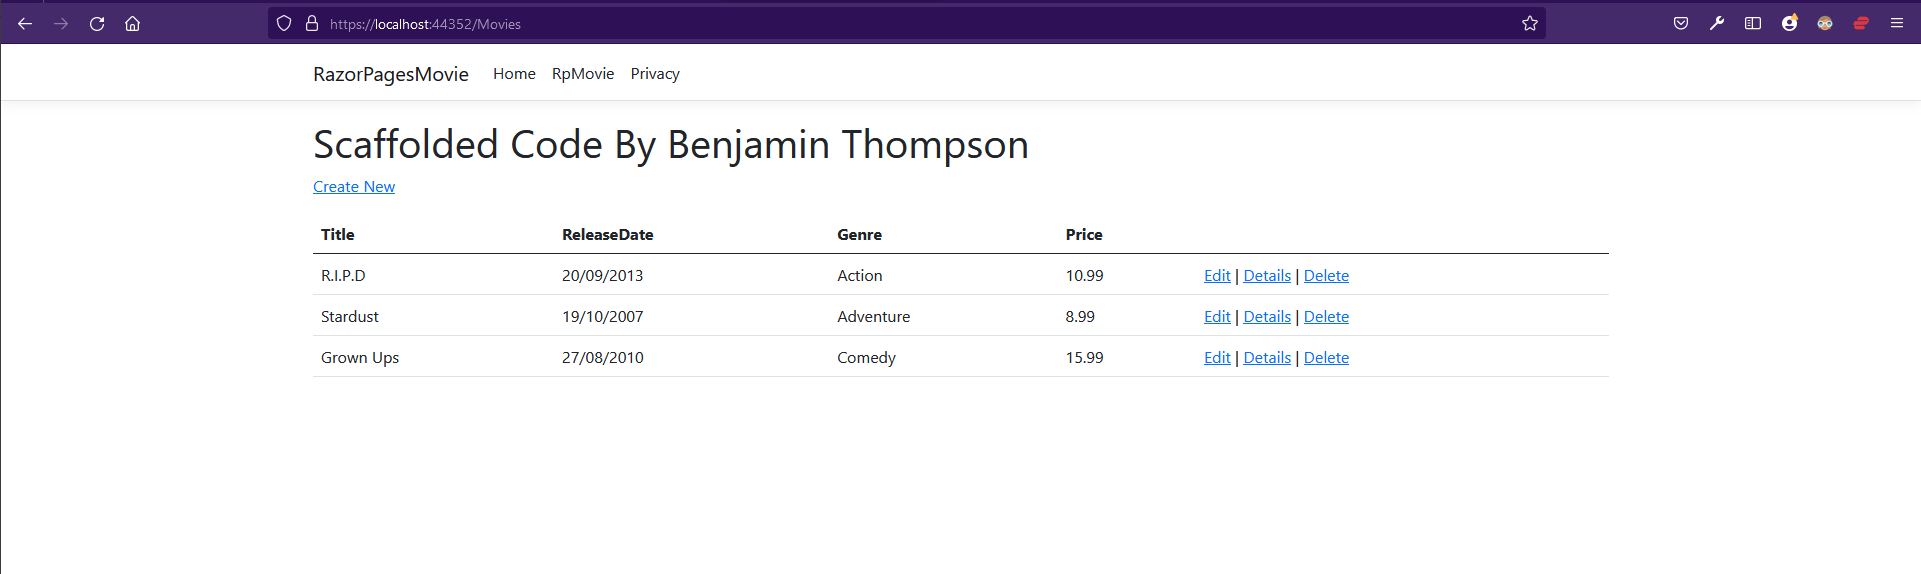 https://localhost:44352/Movies
RazorPagesMovie Home RpMovie Privacy
Scaffolded Code By Benjamin Thompson
Create New
Title ReleaseDate Genre Price
R.I.P.D 20/09/2013 Action 10.99 Edit | Details | Delete
Stardust 19/10/2007 Adventure 8.99 Edit | Details | Delete
Grown Ups 27/08/2010 Comedy 15.99 Edit | Details | Delete